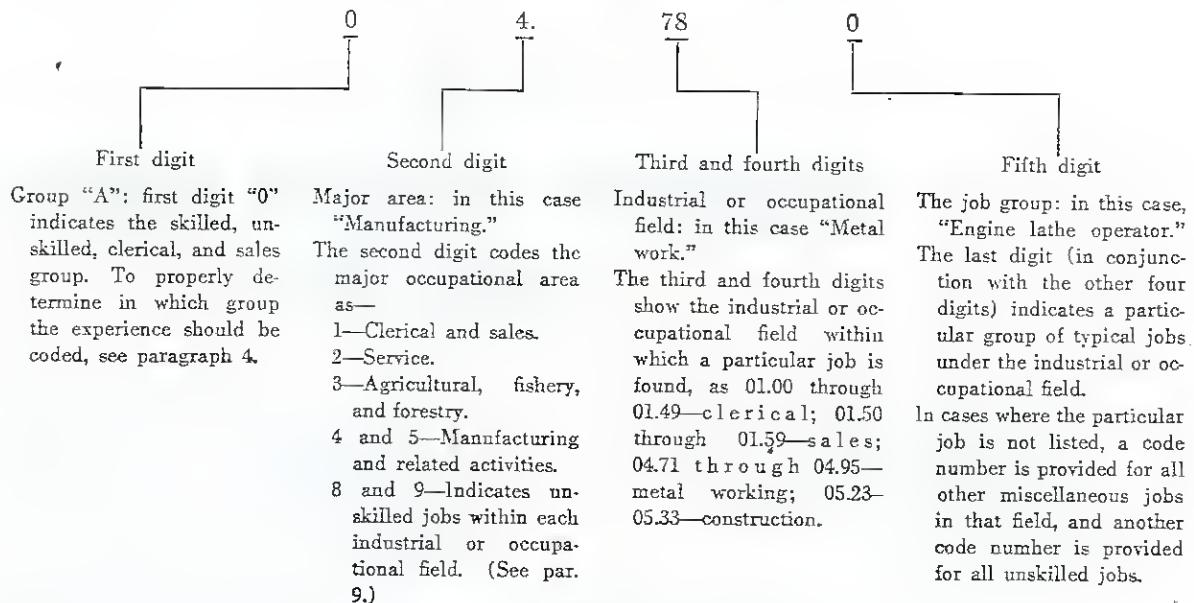 0 4. 78 0
First digit
Group “A”: first digit “0”
indicates the skilled, un-
skilled, clerical, and sales
group. To properly de-
termine in which group
the experience should be
coded, see paragraph 4.
Second digit
Major area: in this case
“Manufacturing.”
The second digit codes the
major occupational area
as—
1—Clerical and sales.
2—Service.
3—Agricultural, fishery,
and forestry.
4 and 5—Manufacturing
and related activities.
8 and 9—Indicates un-
skilled jobs within each
industrial or occupa-
tional field. (See par.
9.)
Third and fourth digits
Industrial or occupational
field: in this case “Metal
work.”
The third and fourth digits
show the industrial or oc-
cupational field within
which a particular job is
found, as 01.00 through
01.49—clerical; 01.50
through 01.59—sales;
04.71 through 04.95—
metal working; 05.23–
05.33—construction.
Fifth digit
The job group: in this case,
“Engine lathe operator.”
The last digit (in conjunc-
tion with the other four
digits) indicates a partic-
ular group of typical jobs
under the industrial or oc-
cupational field.
In cases where the particular
job is not listed, a code
number is provided for all
other miscellaneous jobs
in that field, and another
code number is provided
for all unskilled jobs.